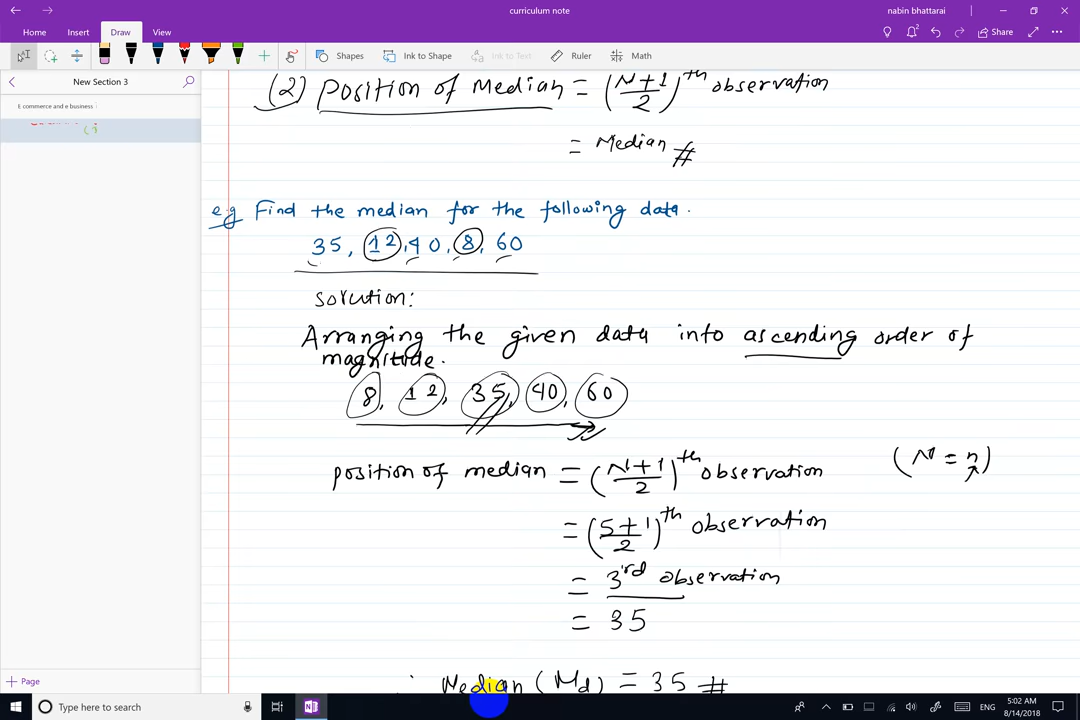 curriculum note
nabin bhattarai
Home Insert Draw View
Share
Shapes Ink to Shape Ink to Text Ruler Math
New Section 3
E commerce and e business
(2) Position of Median = (N+1/2)th observation
= Median #
e.g Find the median for the following data.
35, 12, 40, 8, 60
Solution:
Arranging the given data into ascending order of
magnitude.
8, 12, 35, 40, 60
position of median = (N+1/2)th observation (N = n)
= (5+1/2)th observation
= 3rd observation
= 35
∴ Median (Md) = 35 #
+ Page
Type here to search
ENG
5:02 AM
8/14/2018